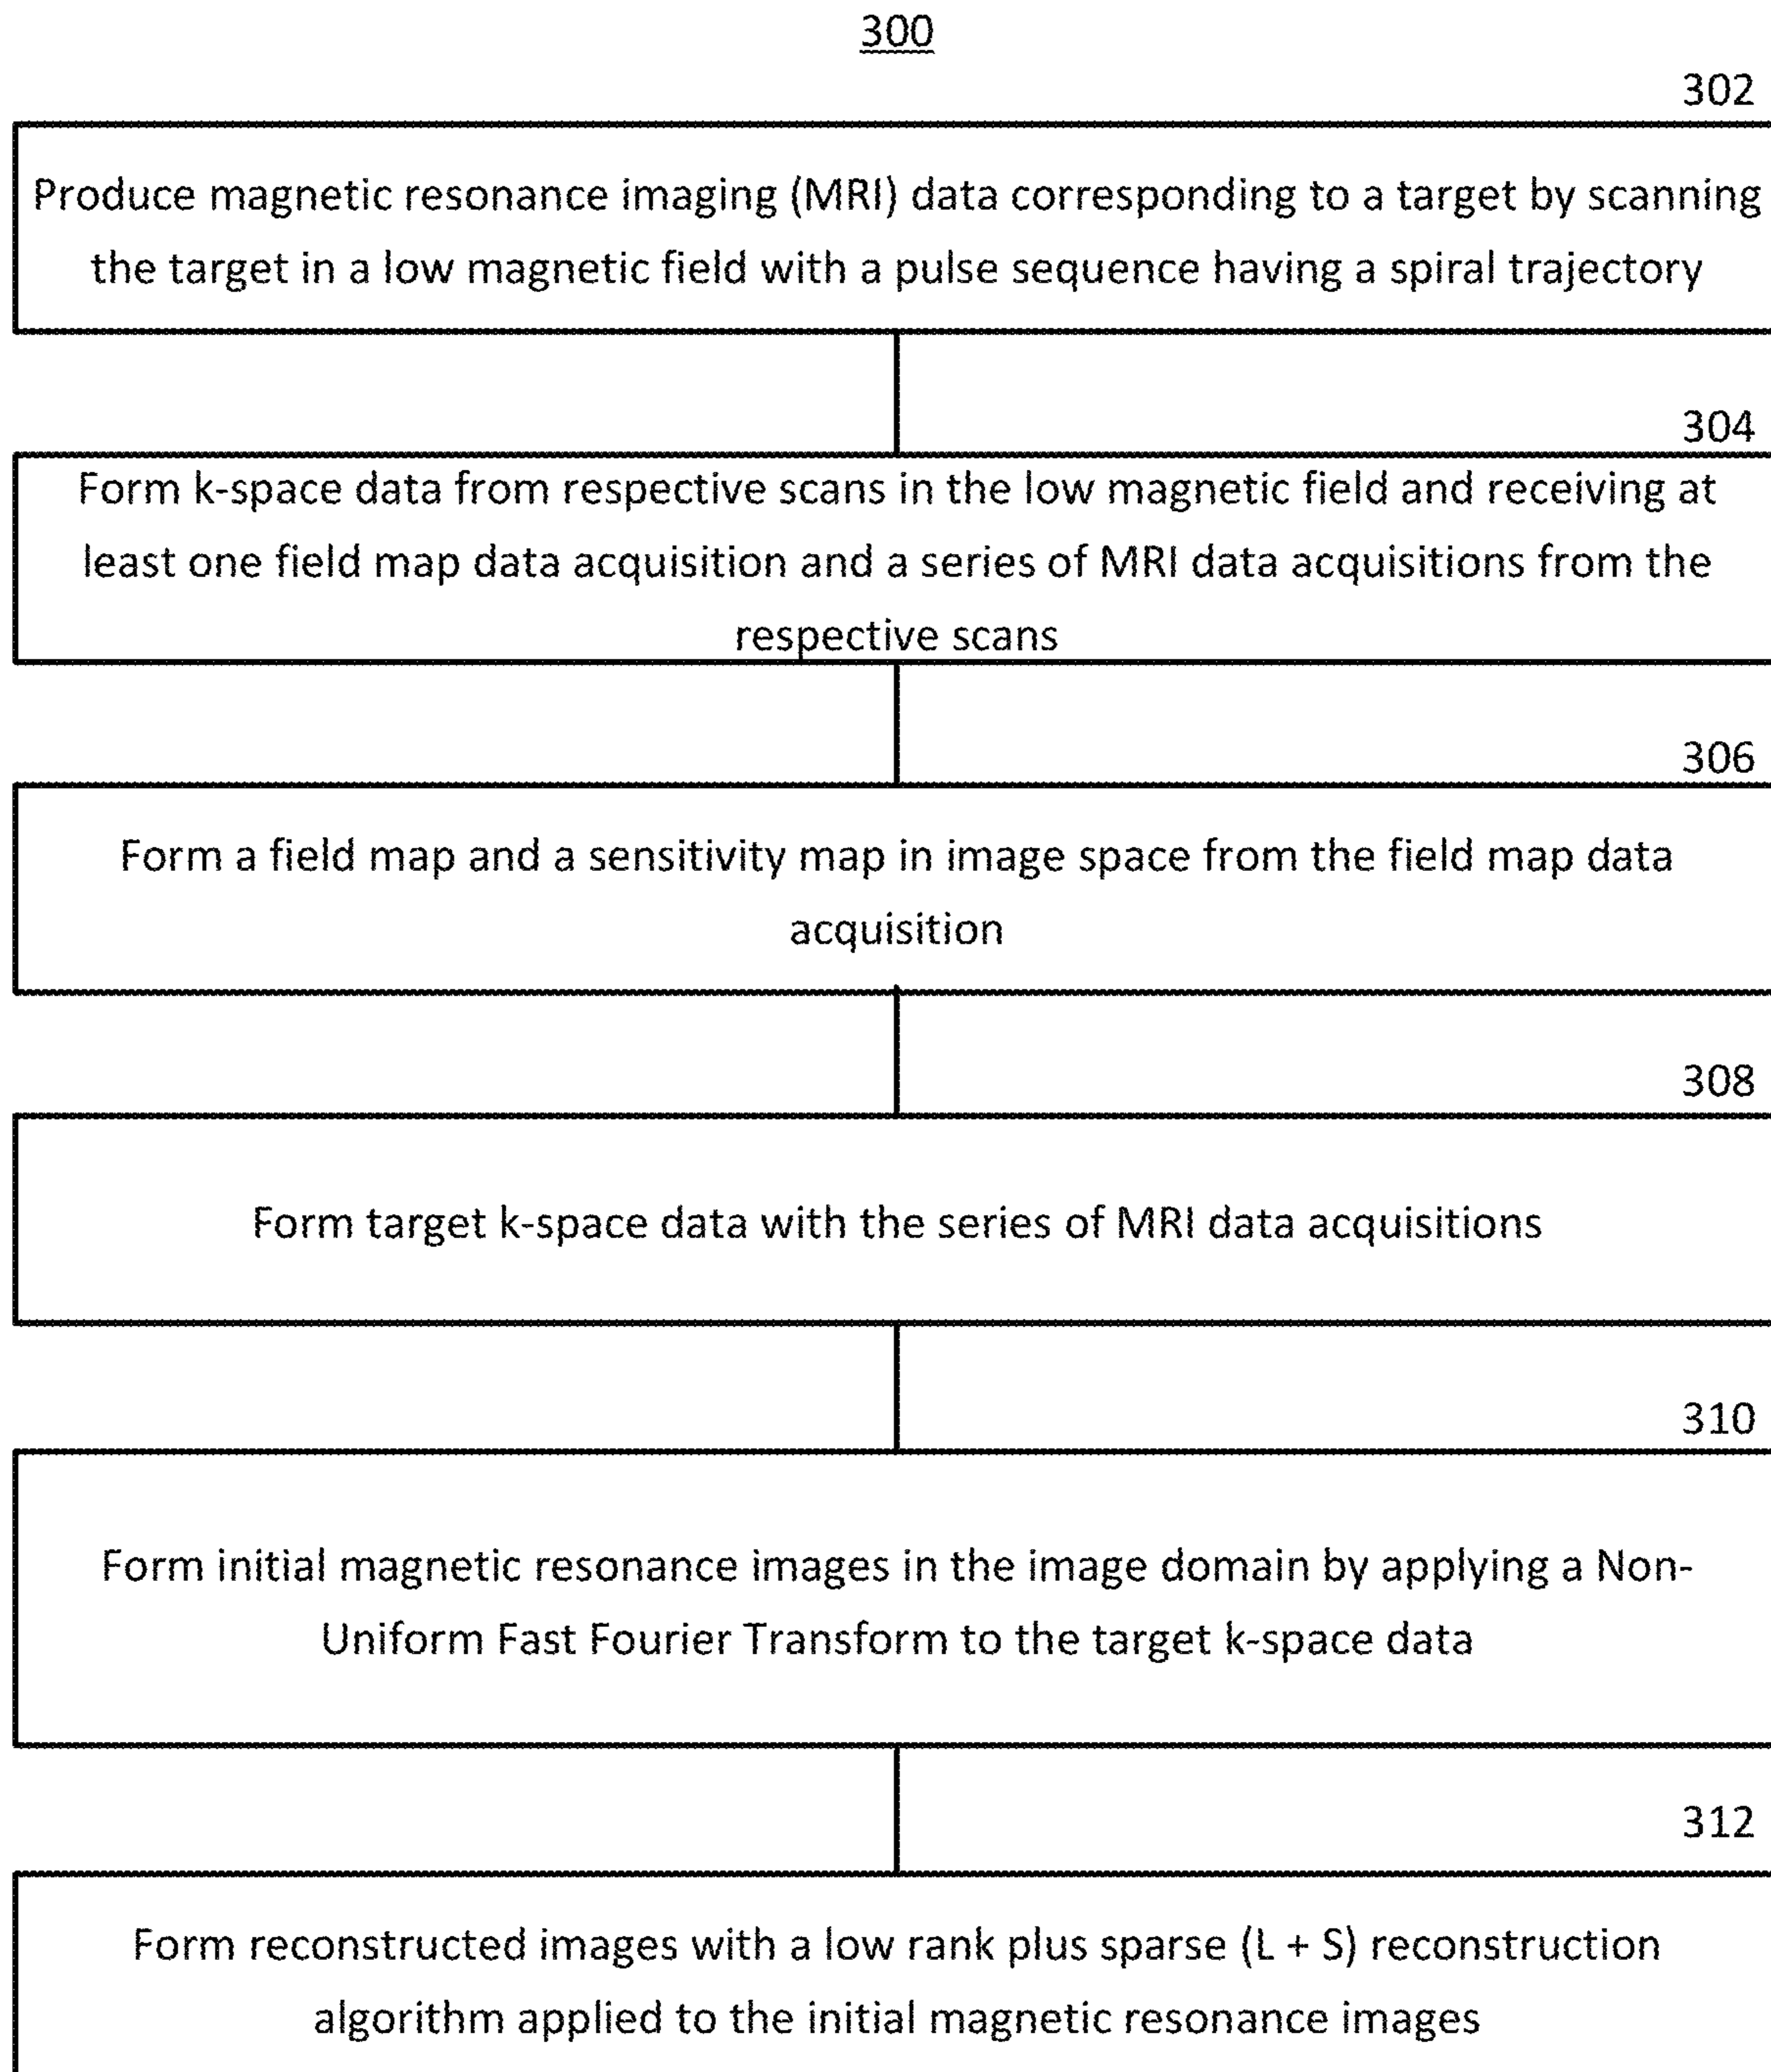 300
302
Produce magnetic resonance imaging (MRI) data corresponding to a target by scanning
the target in a low magnetic field with a pulse sequence having a spiral trajectory
304
Form k-space data from respective scans in the low magnetic field and receiving at
least one field map data acquisition and a series of MRI data acquisitions from the
respective scans
306
Form a field map and a sensitivity map in image space from the field map data
acquisition
308
Form target k-space data with the series of MRI data acquisitions
310
Form initial magnetic resonance images in the image domain by applying a Non-
Uniform Fast Fourier Transform to the target k-space data
312
Form reconstructed images with a low rank plus sparse (L + S) reconstruction
algorithm applied to the initial magnetic resonance images